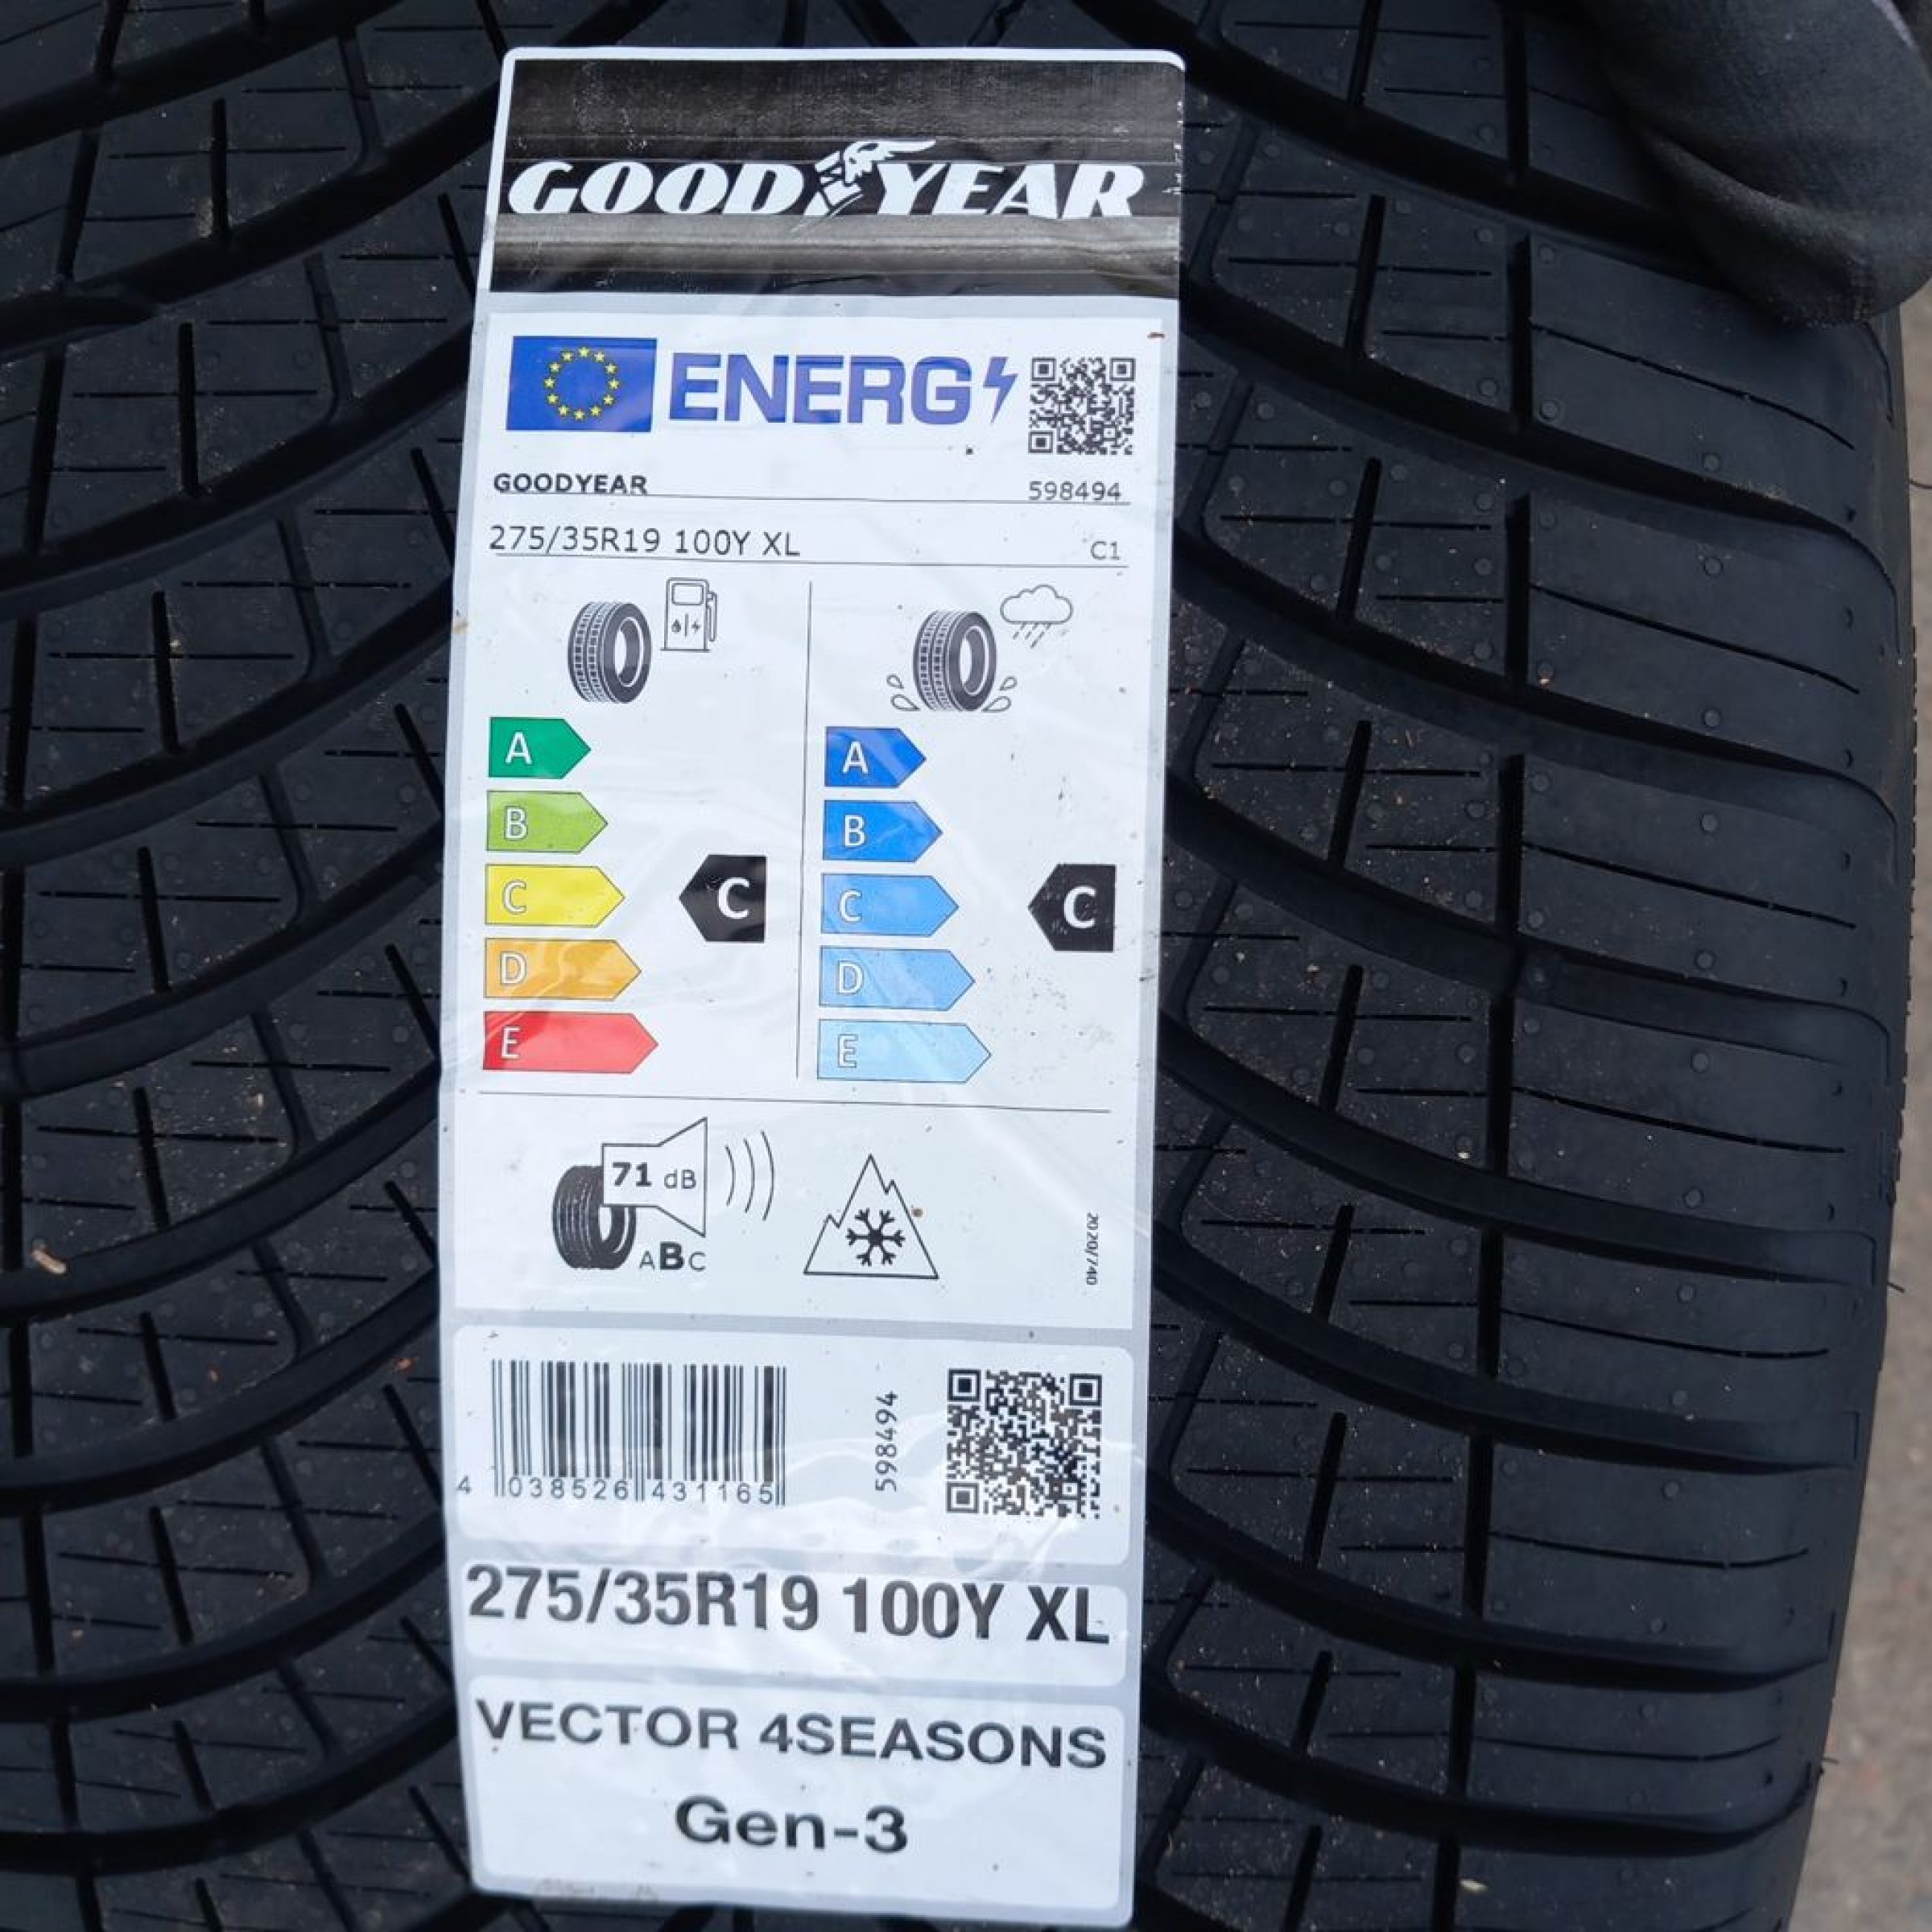 GOODYEAR
ENERG
GOODYEAR 598494
275/35R19 100Y XL C1
A A
B B
C C C C
D D
E E
71 dB
ABC
2020/740
4 038526 431165
598494
275/35R19 100Y XL
VECTOR 4SEASONS
Gen-3